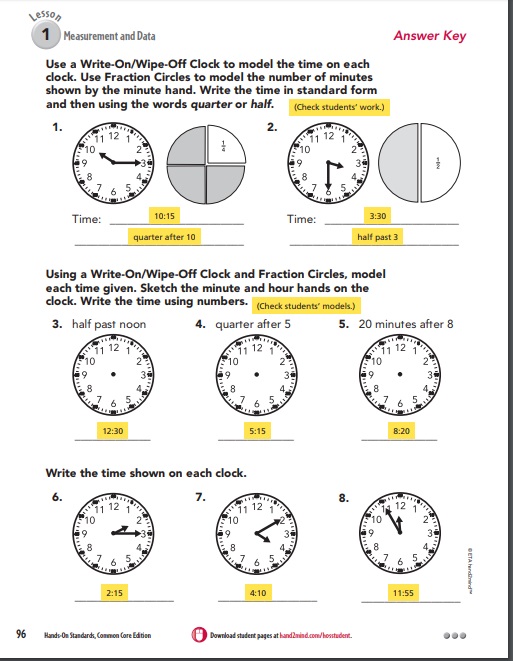 Lesson
1 Measurement and Data
Answer Key
Use a Write-On/Wipe-Off Clock to model the time on each
clock. Use Fraction Circles to model the number of minutes
shown by the minute hand. Write the time in standard form
and then using the words quarter or half.
(Check students' work.)
1.
11 12 1
10 2
9 3
8 4
7 6 5
1/4
Time: 10:15
quarter after 10
2.
11 12 1
10 2
9 3
8 4
7 6 5
1/2
Time: 3:30
half past 3
Using a Write-On/Wipe-Off Clock and Fraction Circles, model
each time given. Sketch the minute and hour hands on the
clock. Write the time using numbers.
(Check students' models.)
3. half past noon
11 12 1
10 2
9 3
8 4
7 6 5
12:30
4. quarter after 5
11 12 1
10 2
9 3
8 4
7 6 5
5:15
5. 20 minutes after 8
11 12 1
10 2
9 3
8 4
7 6 5
8:20
Write the time shown on each clock.
6.
11 12 1
10 2
9 3
8 4
7 6 5
2:15
7.
11 12 1
10 2
9 3
8 4
7 6 5
4:10
8.
11 12 1
10 2
9 3
8 4
7 6 5
11:55
© ETA hand2mind™
96 Hands-On Standards, Common Core Edition
Download student pages at hand2mind.com/hosstudent.